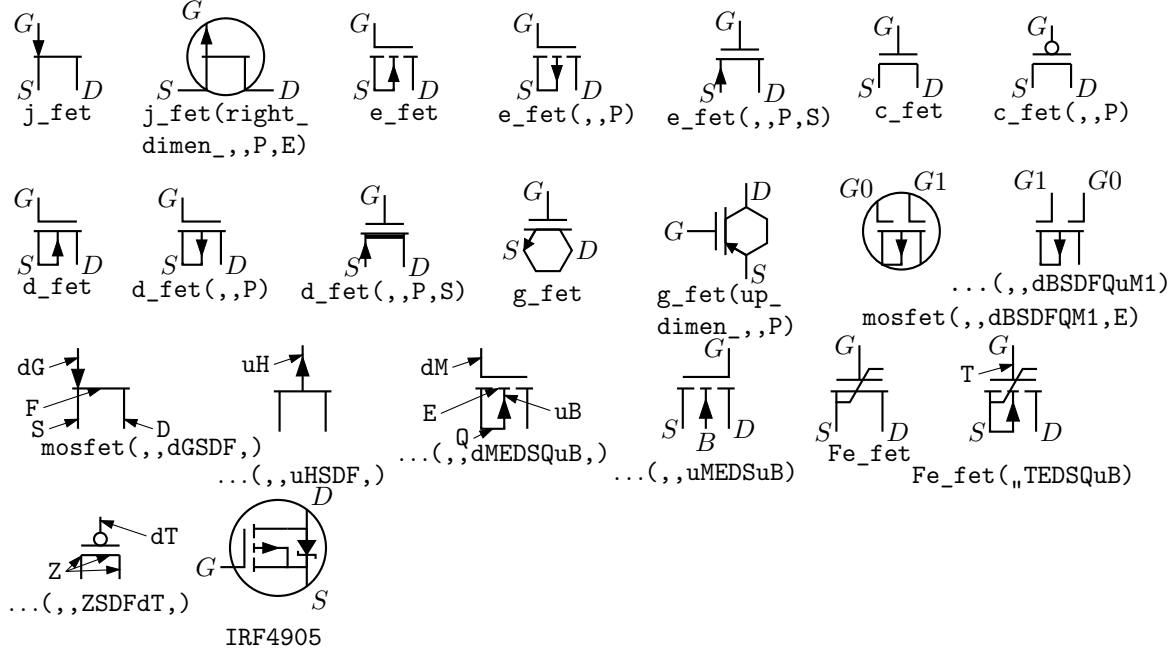 G G G G G G G
S D S D S D S D S D S D S D
j_fet j_fet(right_ e_fet e_fet(,,P) e_fet(,,P,S) c_fet c_fet(,,P)
dimen_,,P,E)
G G G G D G0 G1 G1 G0
S D S D S D S D G S
d_fet d_fet(,,P) d_fet(,,P,S) g_fet g_fet(up_ ...(,,dBSDFQuM1)
dimen_,,P) mosfet(,,dBSDFQM1,E)
dG uH dM G G T G
F E uB
S D Q B D S D S D S
mosfet(,,dGSDF,) ...(,,dMEDSQuB,) Fe_fet
...(,,uHSDF,) ...(,,uMEDSuB) Fe_fet(„TEDSQuB)
dT D
Z G
...(,,ZSDFdT,) S
IRF4905